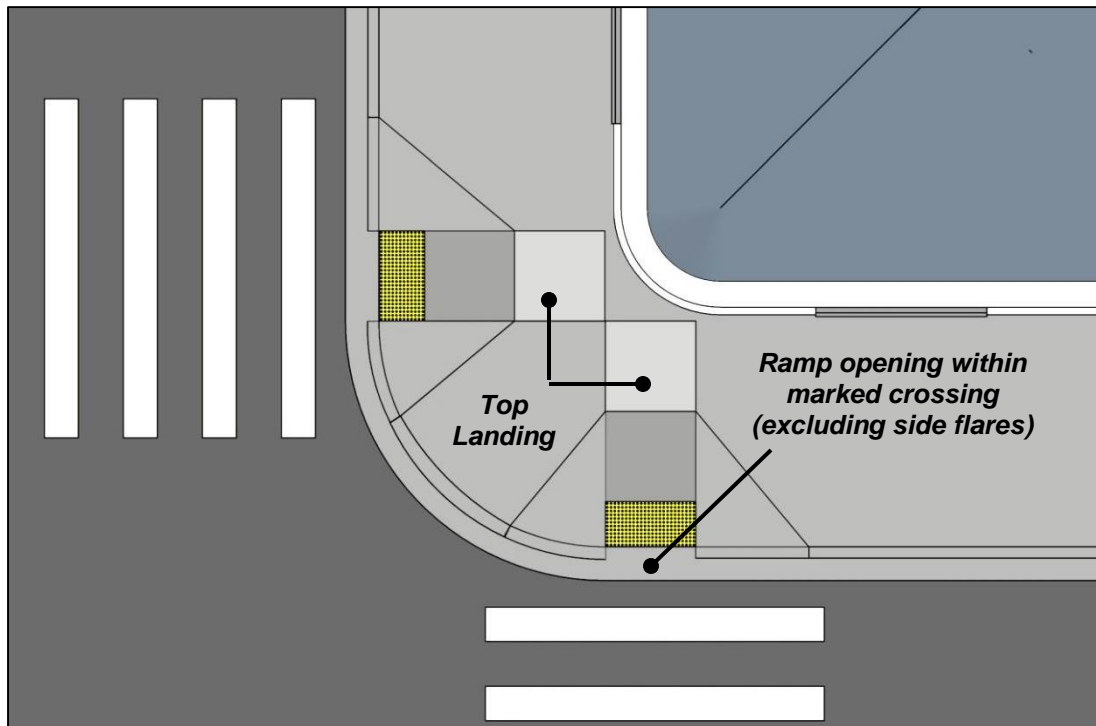 Top
Landing
Ramp opening within
marked crossing
(excluding side flares)